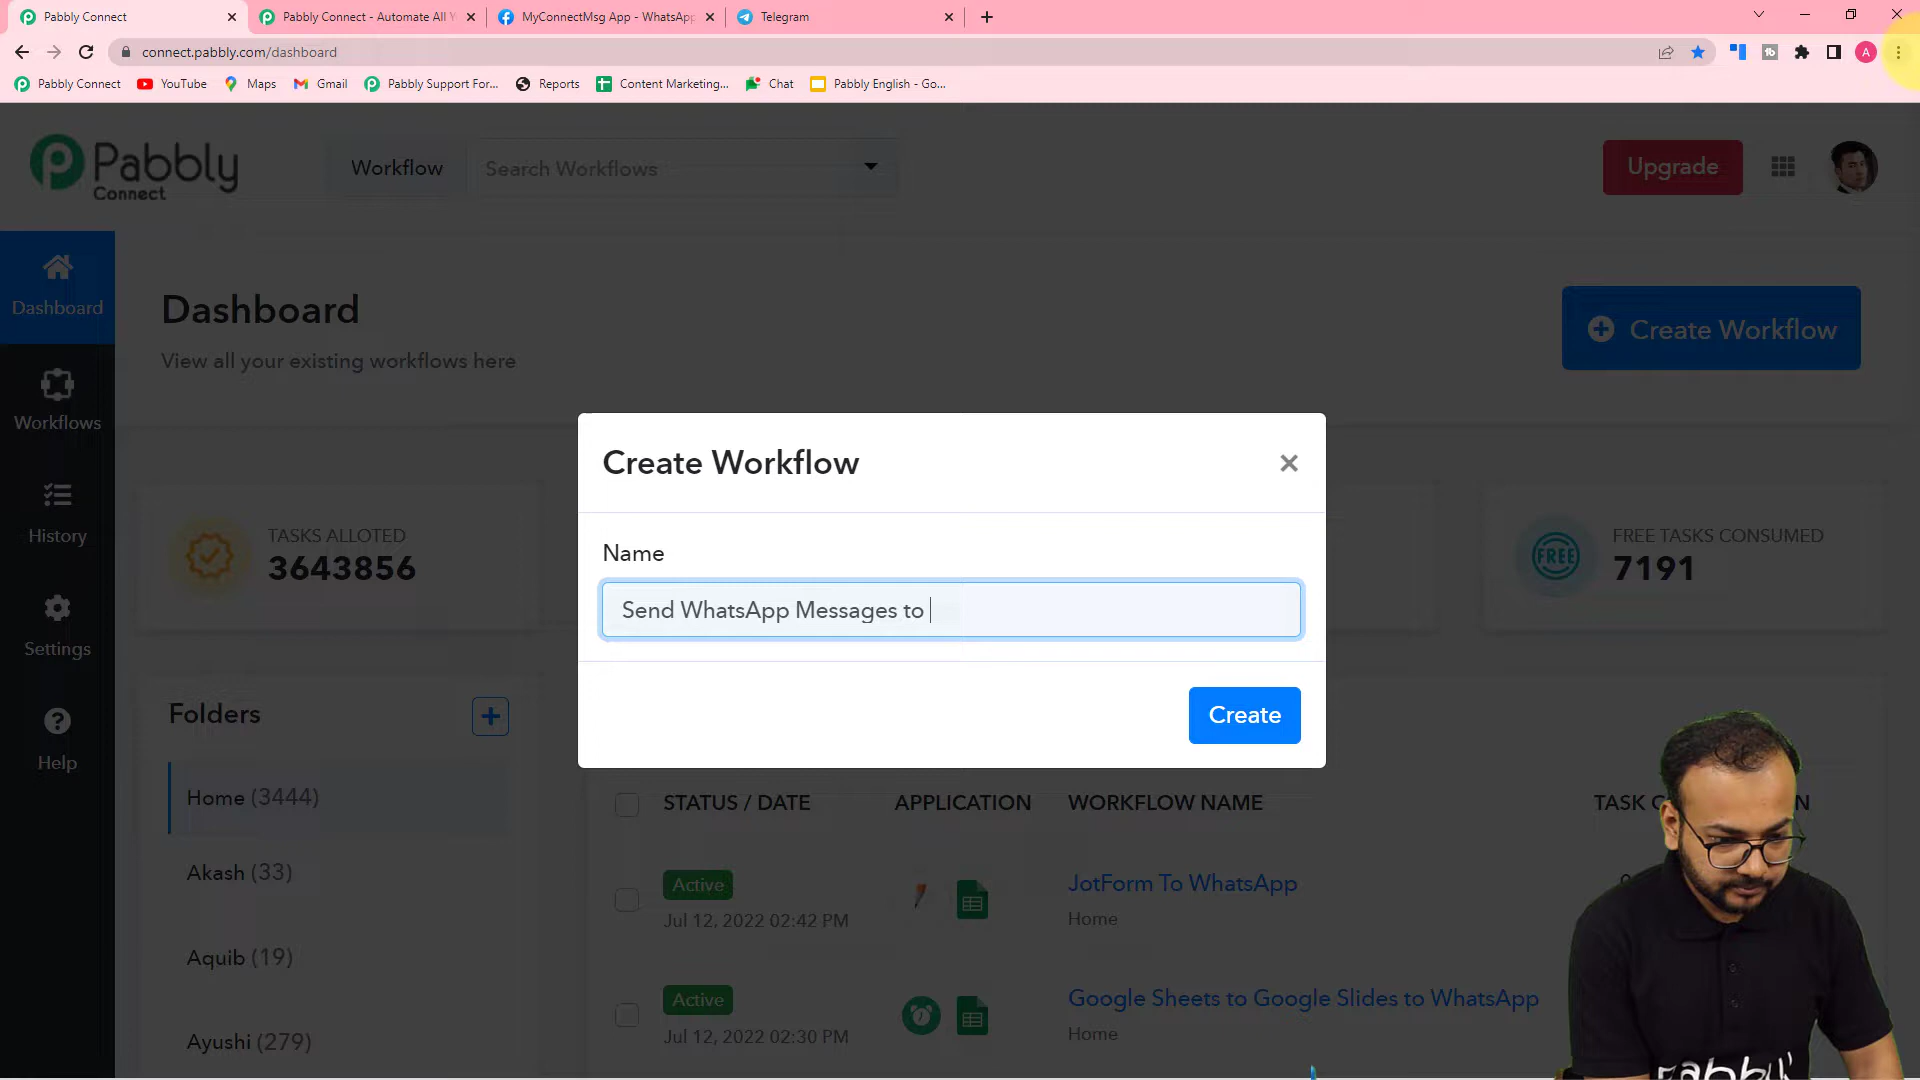 Pabbly Connect
Pabbly Connect - Automate All Y
MyConnectMsg App - WhatsApp
Telegram
connect.pabbly.com/dashboard
A
Pabbly Connect
YouTube
Maps
Gmail
Pabbly Support For...
Reports
Content Marketing...
Chat
Pabbly English - Go...
Pabbly
Connect
Workflow
Search Workflows
Upgrade
Dashboard
Workflows
History
Settings
Help
Dashboard
View all your existing workflows here
Create Workflow
TASKS ALLOTED
3643856
FREE
FREE TASKS CONSUMED
7191
Create Workflow
Name
Send WhatsApp Messages to
Create
Folders
Home (3444)
Akash (33)
Aquib (19)
Ayushi (279)
STATUS / DATE
APPLICATION
WORKFLOW NAME
Active
Jul 12, 2022 02:42 PM
JotForm To WhatsApp
Home
Active
Jul 12, 2022 02:30 PM
Google Sheets to Google Slides to WhatsApp
Home